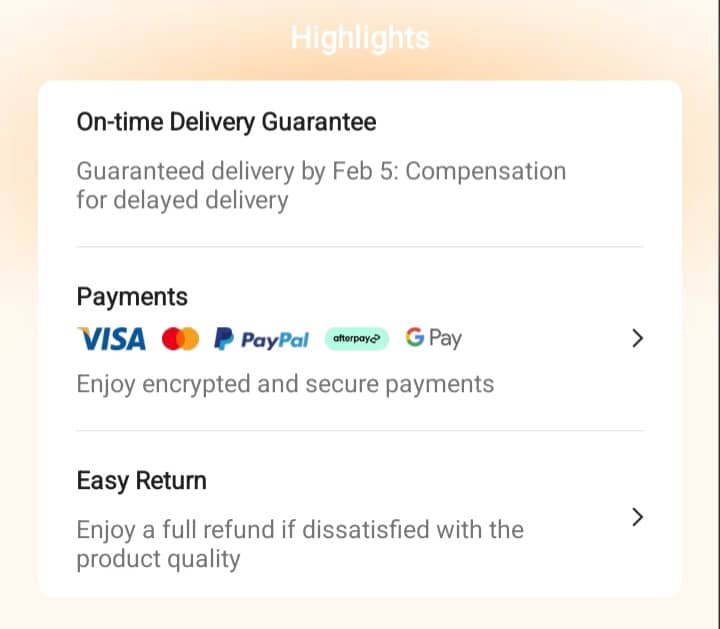 Highlights
On-time Delivery Guarantee
Guaranteed delivery by Feb 5: Compensation
for delayed delivery
Payments
VISA PayPal afterpay G Pay
Enjoy encrypted and secure payments
Easy Return
Enjoy a full refund if dissatisfied with the
product quality